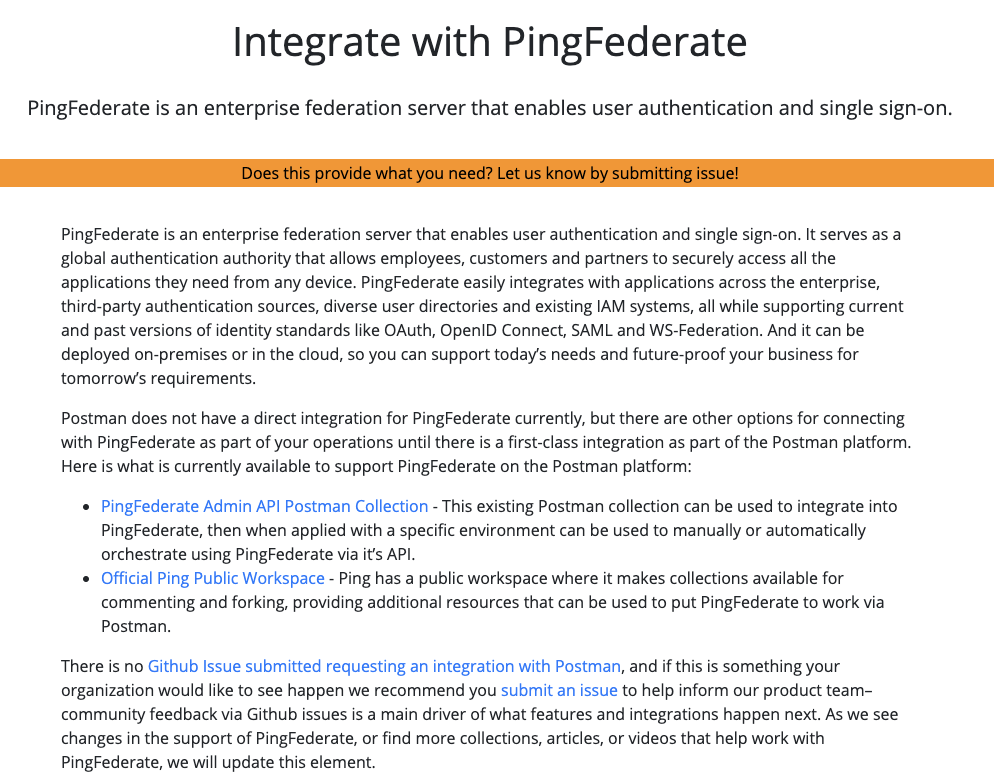 Integrate with PingFederate
PingFederate is an enterprise federation server that enables user authentication and single sign-on.
Does this provide what you need? Let us know by submitting issue!
PingFederate is an enterprise federation server that enables user authentication and single sign-on. It serves as a
global authentication authority that allows employees, customers and partners to securely access all the
applications they need from any device. PingFederate easily integrates with applications across the enterprise,
third-party authentication sources, diverse user directories and existing IAM systems, all while supporting current
and past versions of identity standards like OAuth, OpenID Connect, SAML and WS-Federation. And it can be
deployed on-premises or in the cloud, so you can support today’s needs and future-proof your business for
tomorrow’s requirements.
Postman does not have a direct integration for PingFederate currently, but there are other options for connecting
with PingFederate as part of your operations until there is a first-class integration as part of the Postman platform.
Here is what is currently available to support PingFederate on the Postman platform:
• PingFederate Admin API Postman Collection - This existing Postman collection can be used to integrate into
PingFederate, then when applied with a specific environment can be used to manually or automatically
orchestrate using PingFederate via it’s API.
• Official Ping Public Workspace - Ping has a public workspace where it makes collections available for
commenting and forking, providing additional resources that can be used to put PingFederate to work via
Postman.
There is no Github Issue submitted requesting an integration with Postman, and if this is something your
organization would like to see happen we recommend you submit an issue to help inform our product team–
community feedback via Github issues is a main driver of what features and integrations happen next. As we see
changes in the support of PingFederate, or find more collections, articles, or videos that help work with
PingFederate, we will update this element.